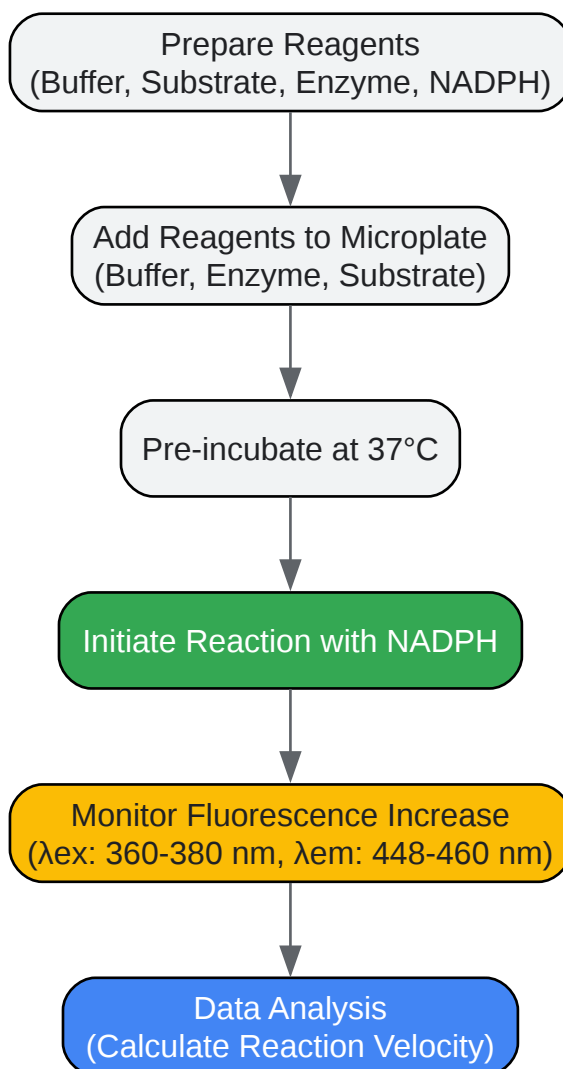 Prepare Reagents
(Buffer, Substrate, Enzyme, NADPH)
Add Reagents to Microplate
(Buffer, Enzyme, Substrate)
Pre-incubate at 37°C
Initiate Reaction with NADPH
Monitor Fluorescence Increase
(λex: 360-380 nm, λem: 448-460 nm)
Data Analysis
(Calculate Reaction Velocity)